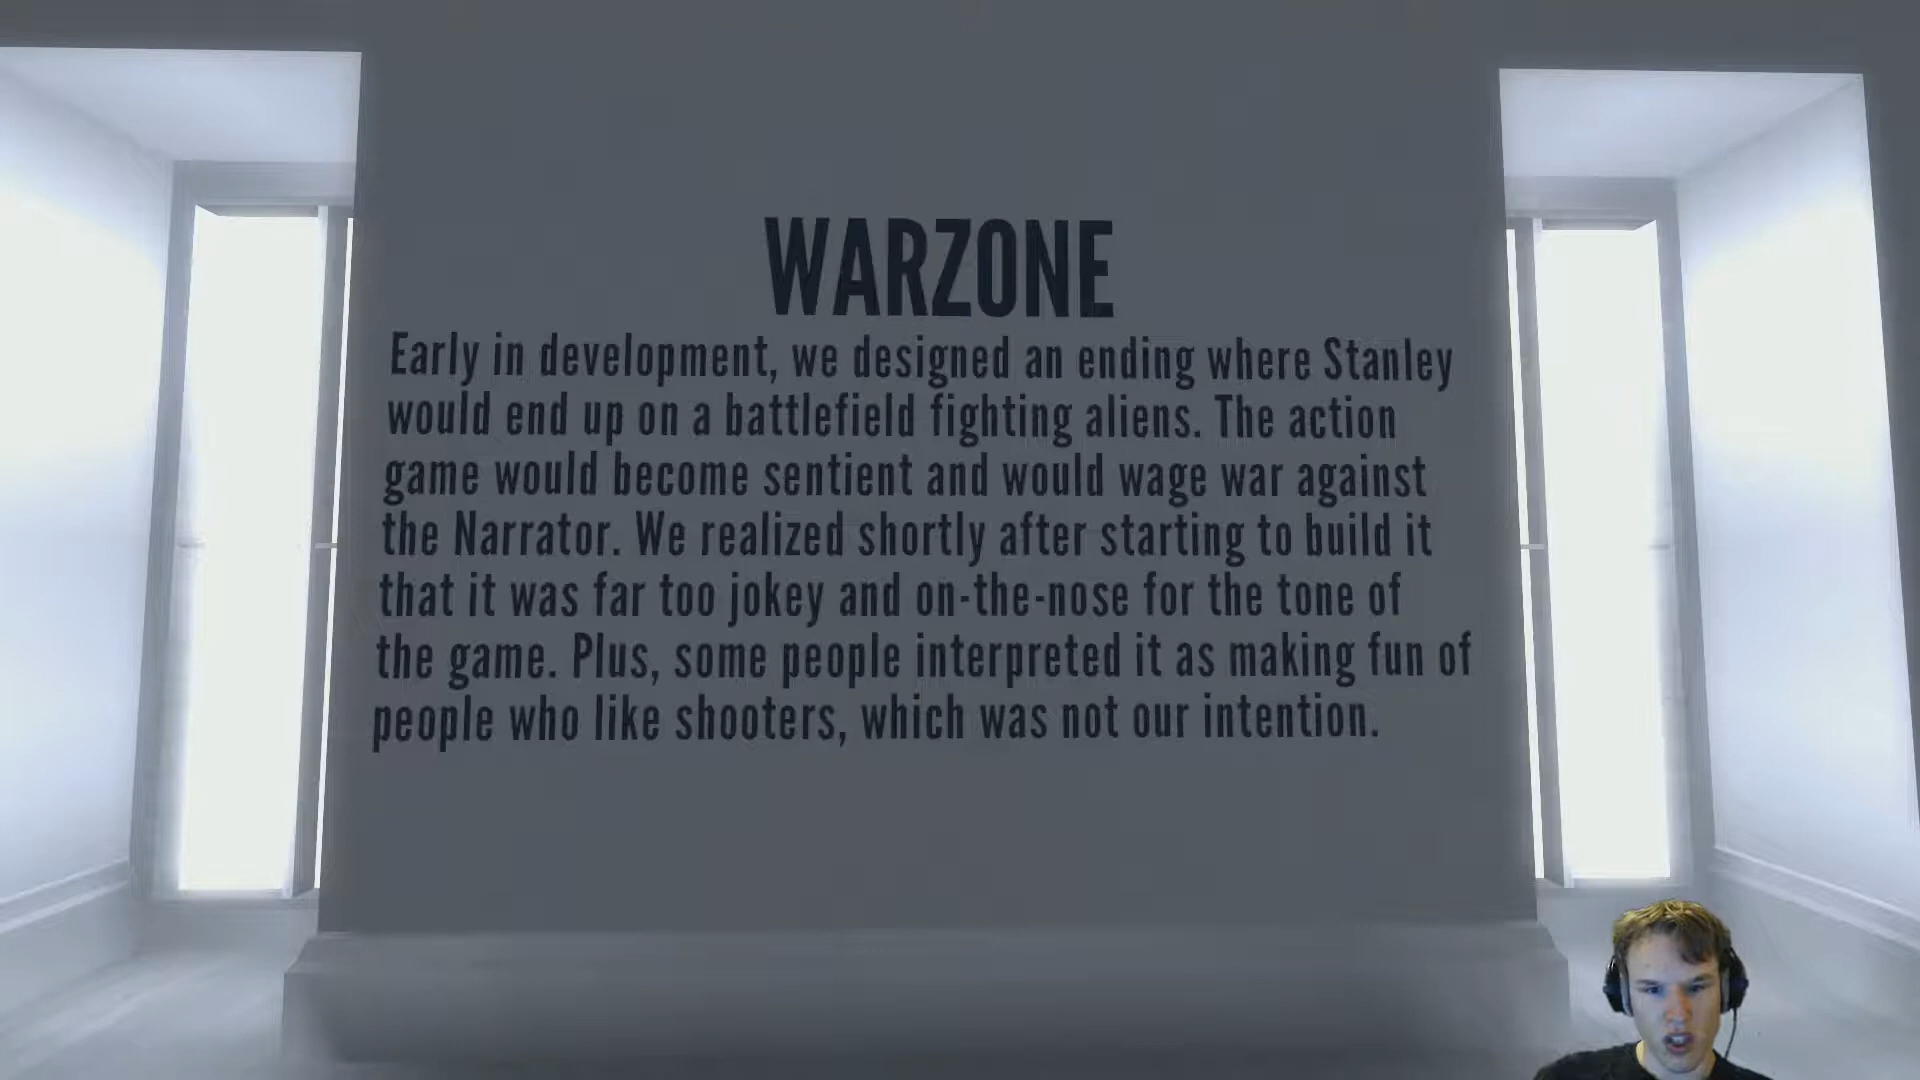 WARZONE
Early in development, we designed an ending where Stanley
would end up on a battlefield fighting aliens. The action
game would become sentient and would wage war against
the Narrator. We realized shortly after starting to build it
that it was far too jokey and on-the-nose for the tone of
the game. Plus, some people interpreted it as making fun of
people who like shooters, which was not our intention.